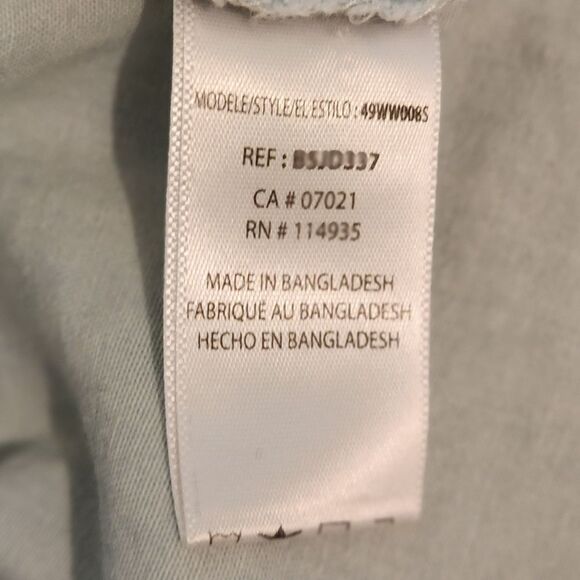 MODELE/STYLE/EL ESTILO : 49WW008S
REF : BSJD337
CA # 07021
RN # 114935
MADE IN BANGLADESH
FABRIQUÉ AU BANGLADESH
HECHO EN BANGLADESH